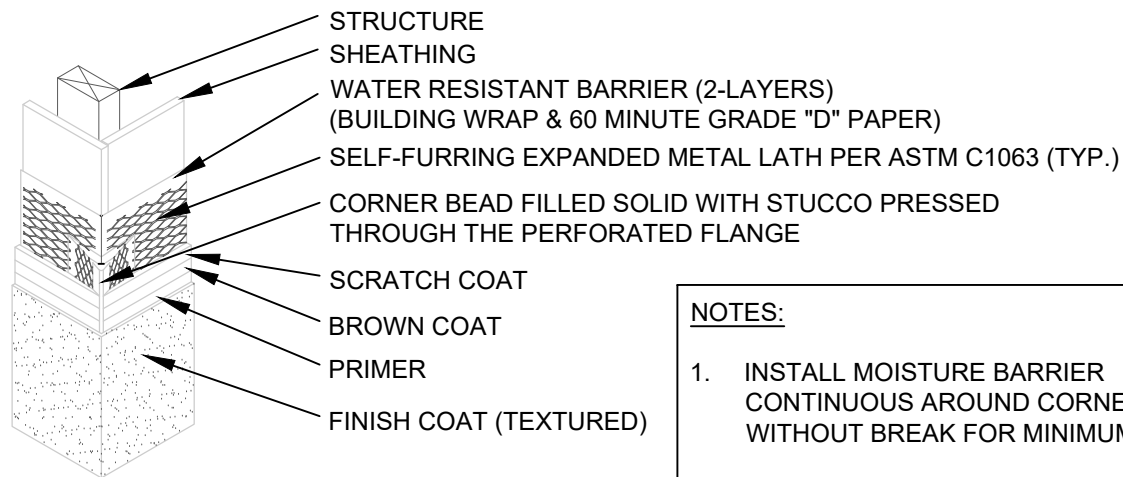 STRUCTURE
SHEATHING
WATER RESISTANT BARRIER (2-LAYERS)
(BUILDING WRAP & 60 MINUTE GRADE "D" PAPER)
SELF-FURRING EXPANDED METAL LATH PER ASTM C1063 (TYP.)
CORNER BEAD FILLED SOLID WITH STUCCO PRESSED
THROUGH THE PERFORATED FLANGE
SCRATCH COAT
BROWN COAT
PRIMER
FINISH COAT (TEXTURED)
NOTES:
1. INSTALL MOISTURE BARRIER
CONTINUOUS AROUND CORNE
WITHOUT BREAK FOR MINIMUM